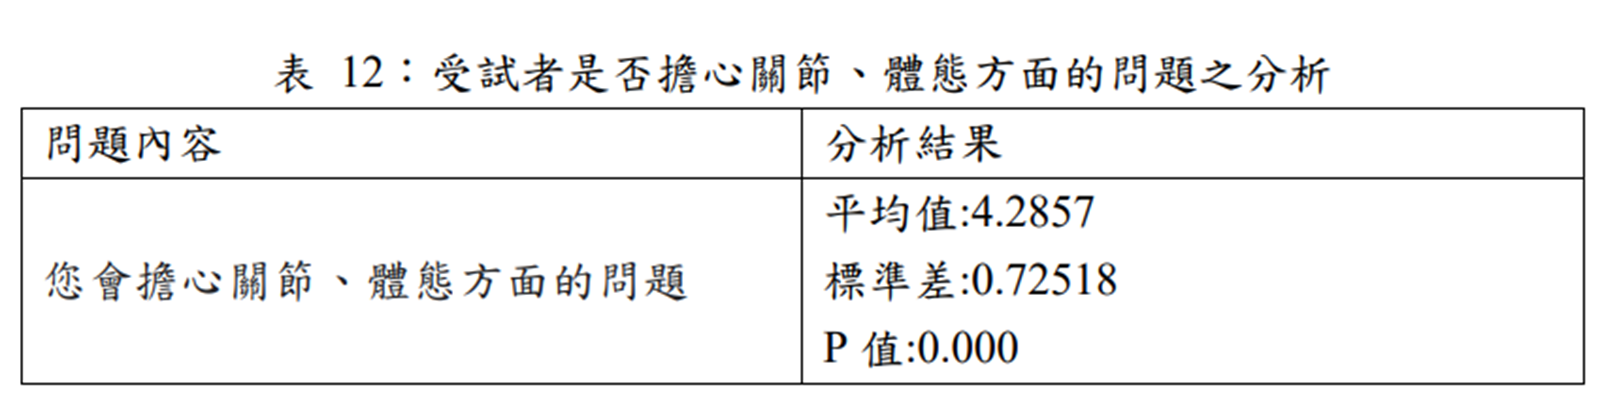 表 12：受試者是否擔心關節、體態方面的問題之分析
問題內容
分析結果
您會擔心關節、體態方面的問題
平均值:4.2857
標準差:0.72518
P 值:0.000